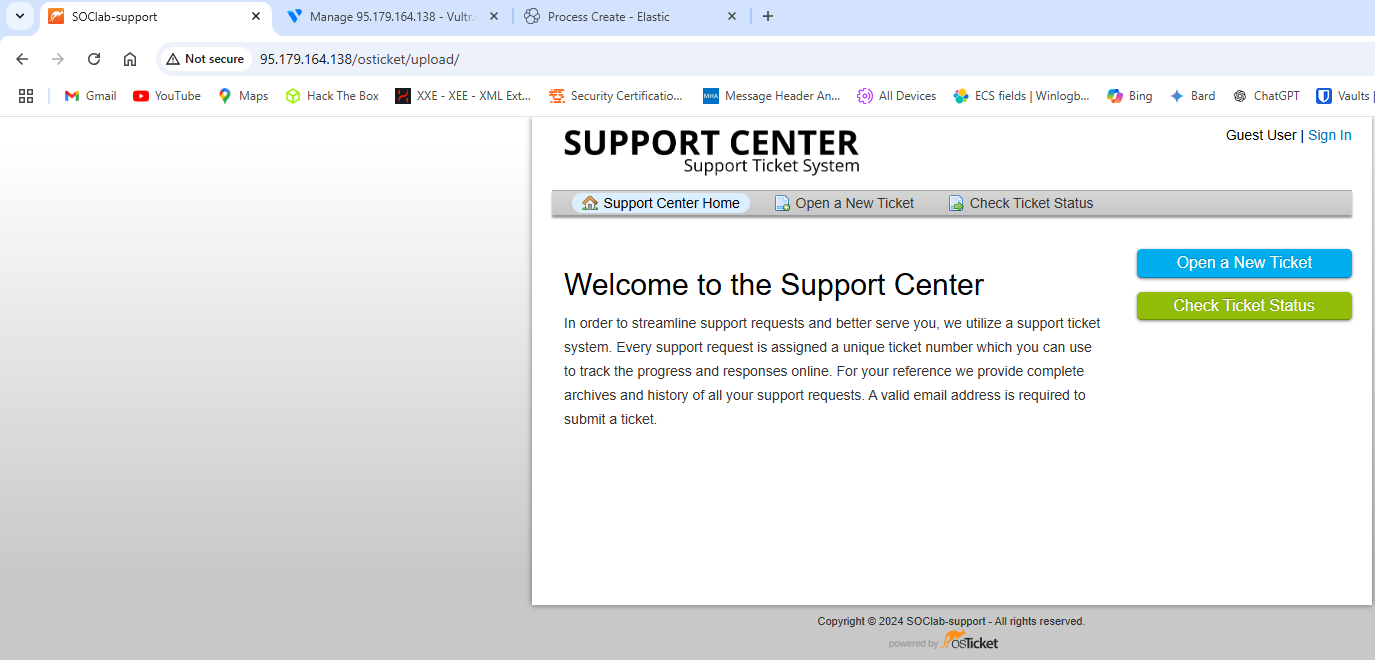 SOClab-support
Manage 95.179.164.138 - Vultr.
Process Create - Elastic
Not secure
95.179.164.138/osticket/upload/
Gmail
YouTube
Maps
Hack The Box
XXE - XEE - XML Ext...
Security Certificatio...
Message Header An...
All Devices
ECS fields | Winlogb...
Bing
Bard
ChatGPT
Vaults |
SUPPORT CENTER
Support Ticket System
Guest User | Sign In
Support Center Home
Open a New Ticket
Check Ticket Status
Open a New Ticket
Check Ticket Status
Welcome to the Support Center
In order to streamline support requests and better serve you, we utilize a support ticket
system. Every support request is assigned a unique ticket number which you can use
to track the progress and responses online. For your reference we provide complete
archives and history of all your support requests. A valid email address is required to
submit a ticket.
Copyright © 2024 SOClab-support - All rights reserved.
powered by osTicket